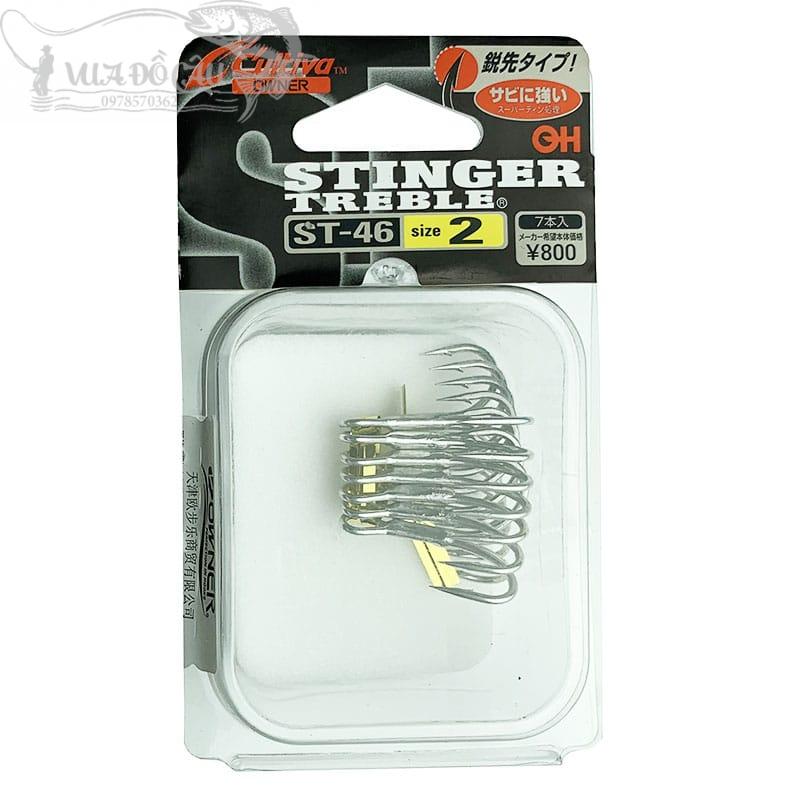 VUA ĐỒ CÂU
0978570362
Cultiva™
OWNER
鋭先タイプ!
サビに強い
スーパーティン処理
OH
STINGER
TREBLE®
ST-46 size 2
7本入
メーカー希望本体価格
¥800
OWNER
天津欧步乐商贸有限公司